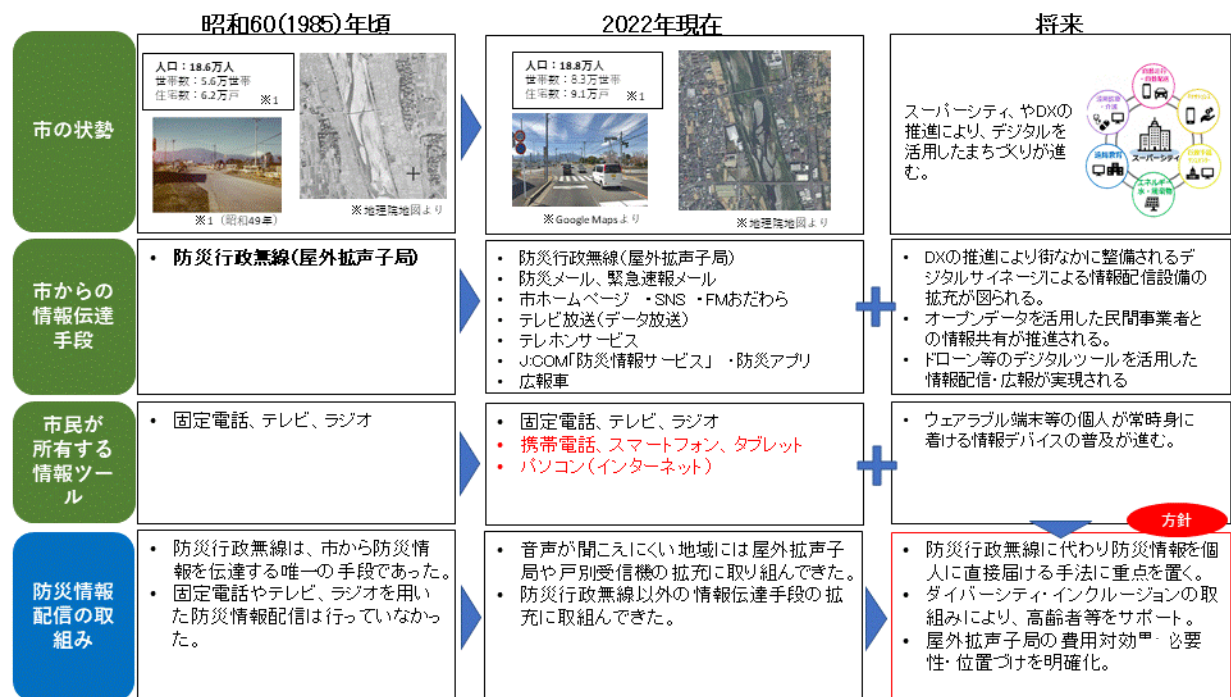 昭和60(1985)年頃
2022年現在
将来
市の状勢
人口：18.6万人
世帯数：5.6万世帯
住宅数：6.2万戸
※1
※1（昭和49年）
※地理院地図より
人口：18.8万人
世帯数：8.3万世帯
住宅数：9.1万戸
※1
※Google Mapsより
※地理院地図より
スーパーシティ、やDXの
推進により、デジタルを
活用したまちづくりが進
む。
スーパーシティ
遠隔教育
エネルギー・
水・廃棄物
市からの
情報伝達
手段
• 防災行政無線(屋外拡声子局)
• 防災行政無線(屋外拡声子局)
• 防災メール、緊急速報メール
• 市ホームページ ・SNS ・FMおだわら
• テレビ放送(データ放送)
• テレホンサービス
• J:COM「防災情報サービス」 ・防災アプリ
• 広報車
• DXの推進により街なかに整備されるデ
ジタルサイネージによる情報配信設備の
拡充が図られる。
• オープンデータを活用した民間事業者と
の情報共有が推進される。
• ドローン等のデジタルツールを活用した
情報配信・広報が実現される
市民が
所有する
情報ツー
ル
• 固定電話、テレビ、ラジオ
• 固定電話、テレビ、ラジオ
• 携帯電話、スマートフォン、タブレット
• パソコン(インターネット)
• ウェアラブル端末等の個人が常時身に
着ける情報デバイスの普及が進む。
方針
防災情報
配信の取
組み
• 防災行政無線は、市から防災情
報を伝達する唯一の手段であった。
• 固定電話やテレビ、ラジオを用い
た防災情報配信は行っていなかっ
た。
• 音声が聞こえにくい地域には屋外拡声子
局や戸別受信機の拡充に取り組んできた。
• 防災行政無線以外の情報伝達手段の拡
充に取組んできた。
• 防災行政無線に代わり防災情報を個
人に直接届ける手法に重点を置く。
• ダイバーシティ・インクルージョンの取
組みにより、高齢者等をサポート。
• 屋外拡声子局の費用対効 必要
性・位置づけを明確化。